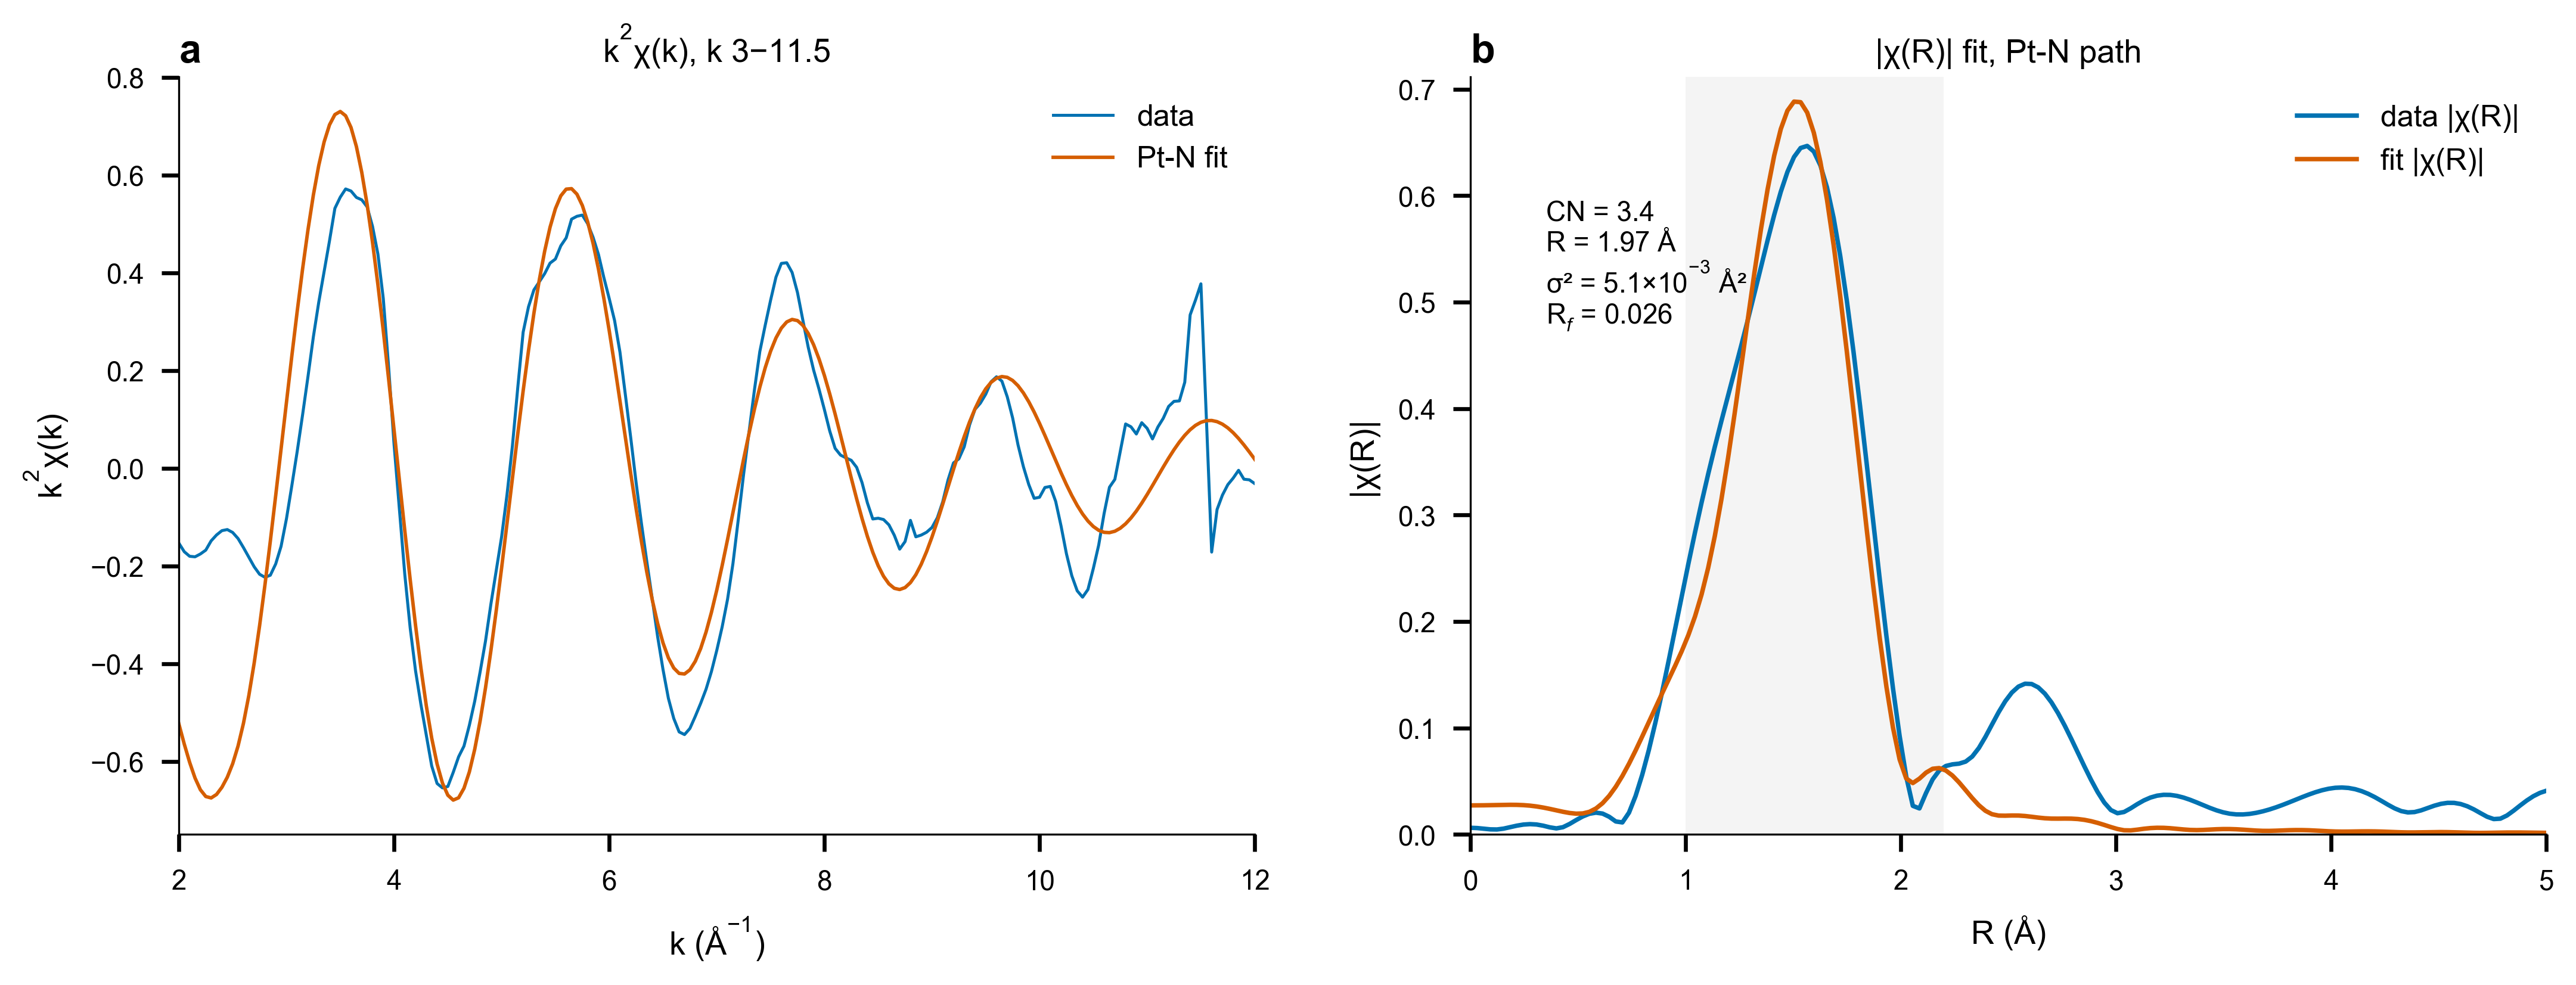 a
k²χ(k), k 3−11.5
0.8
0.6
0.4
0.2
0.0
−0.2
−0.4
−0.6
k²χ(k)
data
Pt-N fit
2
4
6
8
10
12
k (Å⁻¹)
b
|χ(R)| fit, Pt-N path
0.7
0.6
0.5
0.4
0.3
0.2
0.1
0.0
|χ(R)|
data |χ(R)|
fit |χ(R)|
CN = 3.4
R = 1.97 Å
σ² = 5.1×10⁻³ Å²
R_f = 0.026
0
1
2
3
4
5
R (Å)